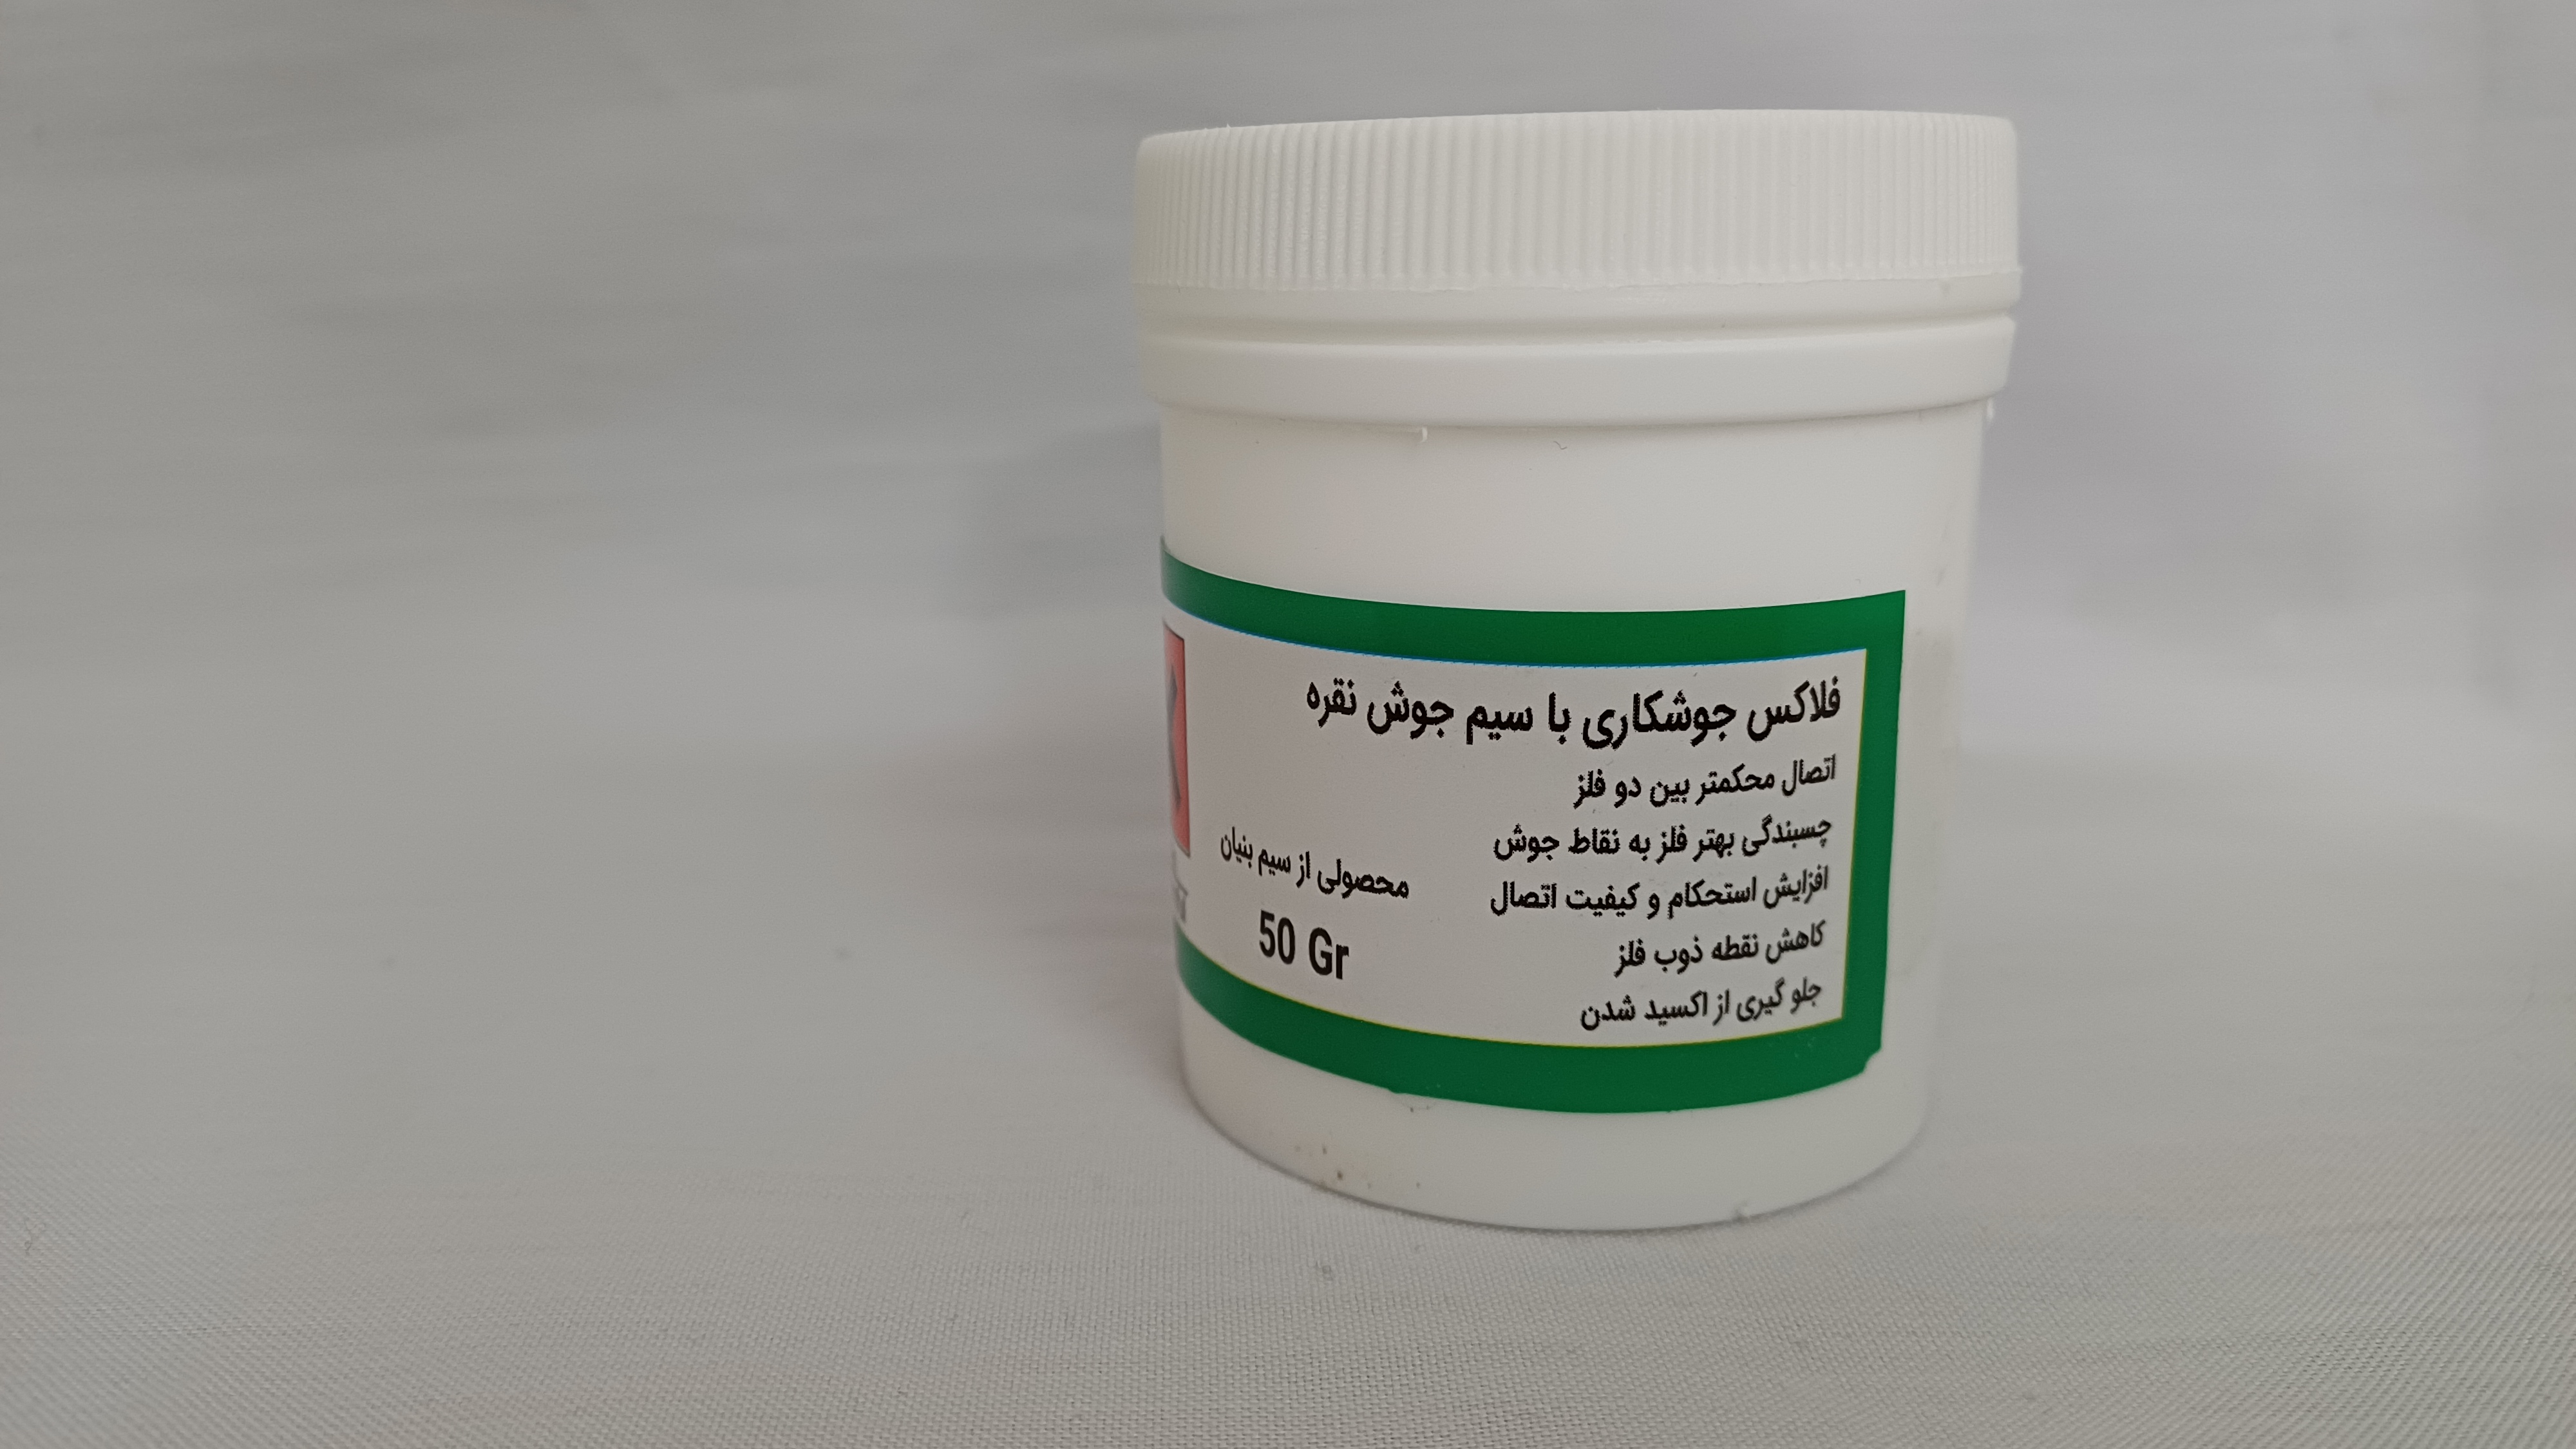 فلاکس جوشکاری با سیم جوش نقره
اتصال محکمتر بین دو فلز
چسبندگی بهتر فلز به نقاط جوش
افزایش استحکام و کیفیت اتصال
کاهش نقطه ذوب فلز
جلو گیری از اکسید شدن
محصولی از سیم بنیان
50 Gr